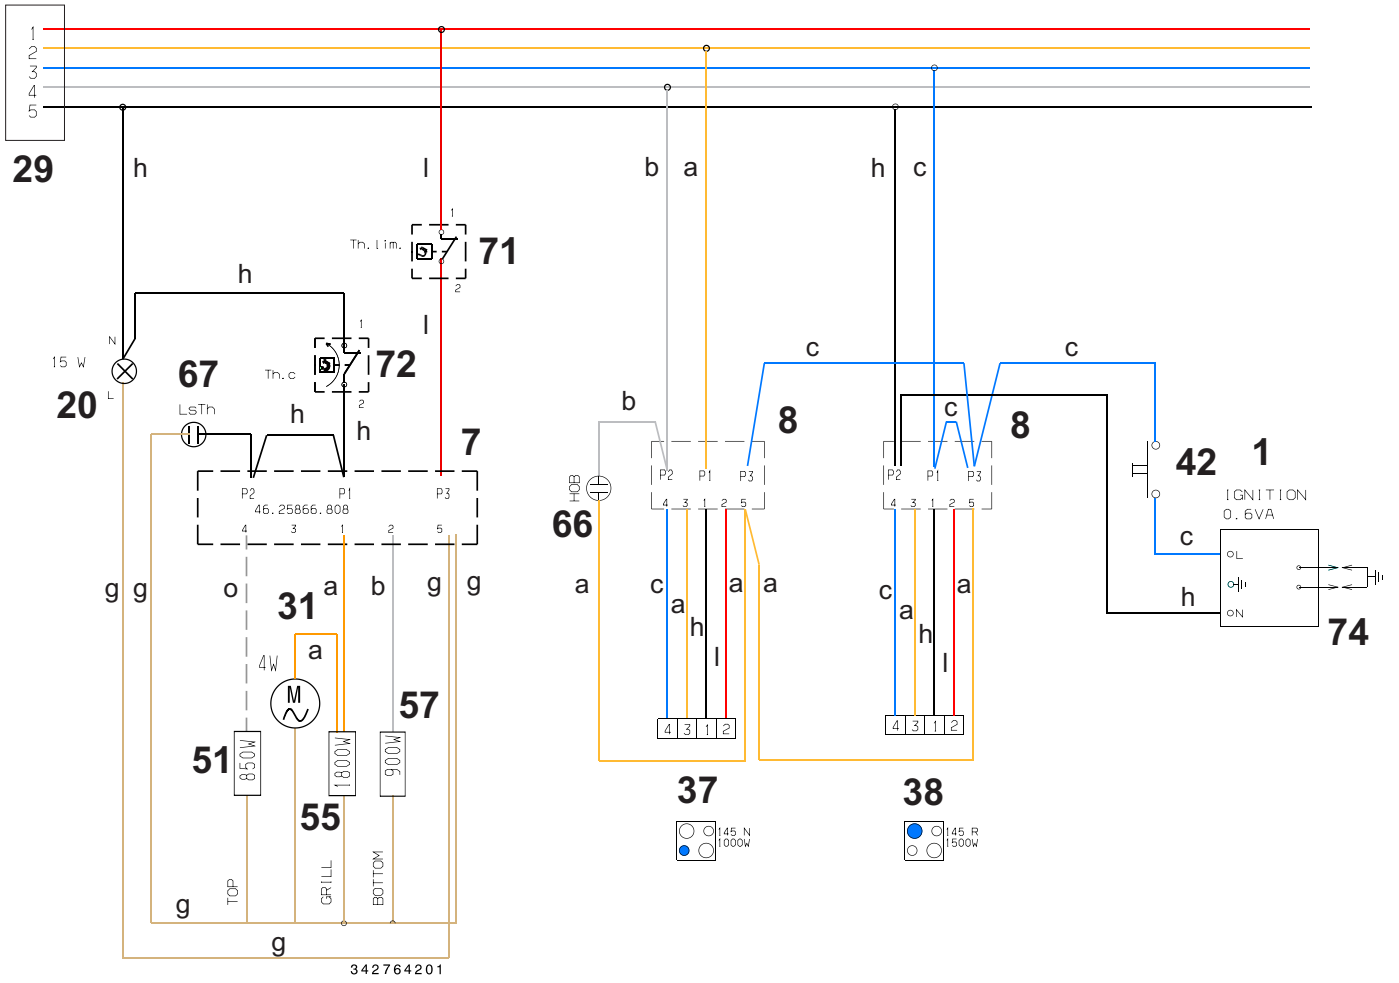 1
2
3
4
5
29
h
l
b
a
h
c
1
Th.lim.
71
2
h
l
N
15 W
20
L
67
LsTh
1
72
Th.c
2
h
h
7
c
c
b
c
8
8
42
1
IGNITION
0.6VA
HOB
66
P2
P1
P3
46.25866.808
4
3
1
2
5
P2
P1
P3
4
3
1
2
5
P2
P1
P3
4
3
1
2
5
c
L
N
h
74
g
g
o
a
b
g
g
31
a
4W
M
57
51
850W
1800W
900W
55
a
c
a
h
l
a
a
c
a
h
l
a
4
3
1
2
4
3
1
2
37
38
145 N
1000W
145 R
1500W
TOP
GRILL
BOTTOM
g
g
342764201